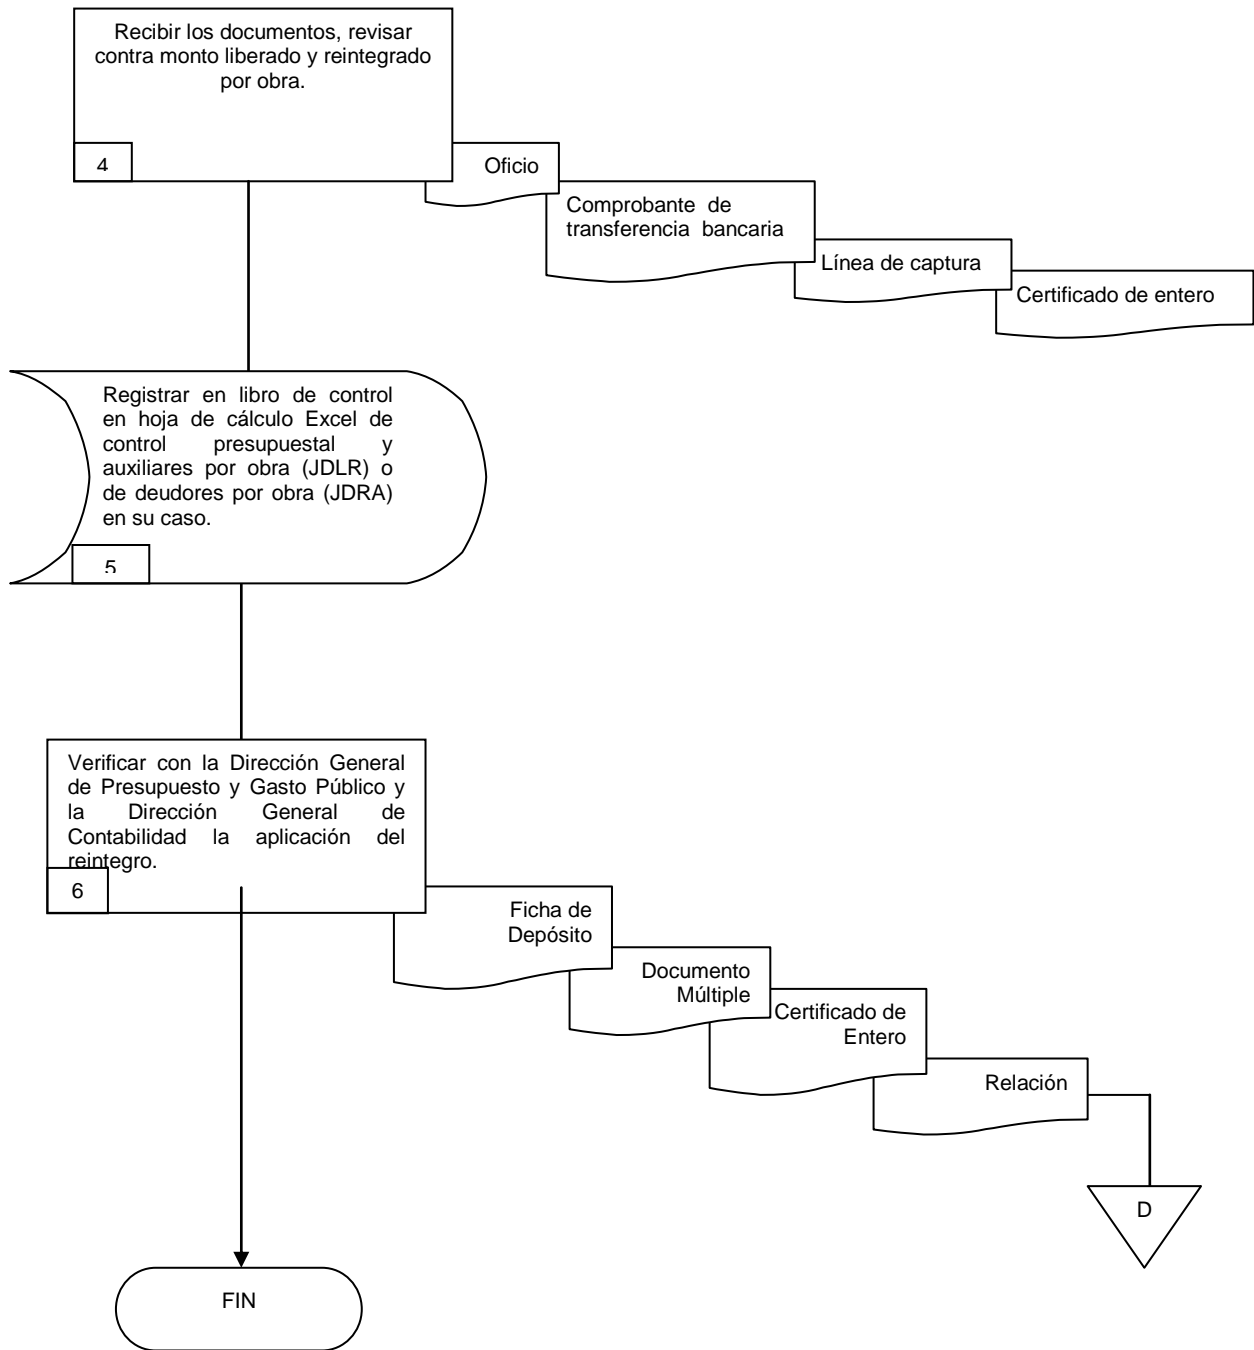 Recibir los documentos, revisar
contra monto liberado y reintegrado
por obra.
4
Oficio
Comprobante de
transferencia bancaria
Línea de captura
Certificado de entero
Registrar en libro de control
en hoja de cálculo Excel de
control presupuestal y
auxiliares por obra (JDLR) o
de deudores por obra (JDRA)
en su caso.
5
Verificar con la Dirección General
de Presupuesto y Gasto Público y
la Dirección General de
Contabilidad la aplicación del
reintegro.
6
Ficha de
Depósito
Documento
Múltiple
Certificado de
Entero
Relación
D
FIN